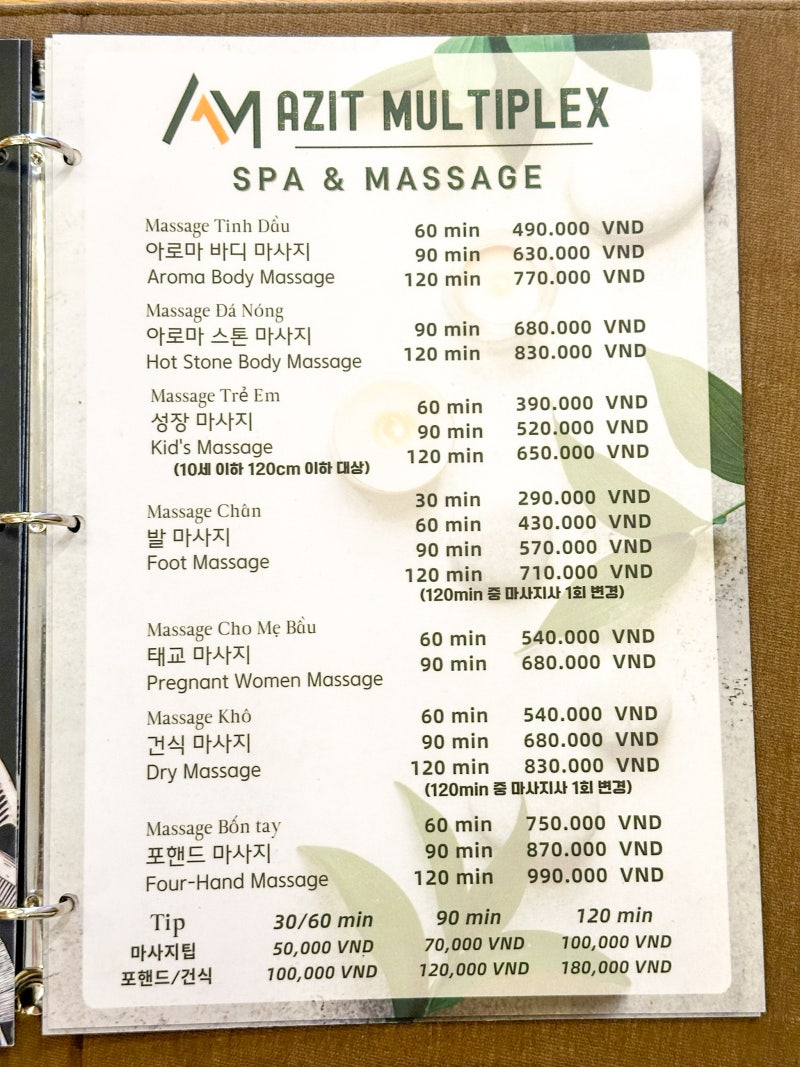 AM AZIT MULTIPLEX
SPA & MASSAGE
Massage Tinh Dầu
60 min 490.000 VND
아로마 바디 마사지
90 min 630.000 VND
Aroma Body Massage
120 min 770.000 VND
Massage Đá Nóng
아로마 스톤 마사지
90 min 680.000 VND
Hot Stone Body Massage
120 min 830.000 VND
Massage Trẻ Em
60 min 390.000 VND
성장 마사지
90 min 520.000 VND
Kid's Massage
120 min 650.000 VND
(10세 이하 120cm 이하 대상)
Massage Chân
30 min 290.000 VND
60 min 430.000 VND
발 마사지
90 min 570.000 VND
Foot Massage
120 min 710.000 VND
(120min 중 마사지사 1회 변경)
Massage Cho Mẹ Bầu
60 min 540.000 VND
태교 마사지
90 min 680.000 VND
Pregnant Women Massage
Massage Khô
60 min 540.000 VND
건식 마사지
90 min 680.000 VND
Dry Massage
120 min 830.000 VND
(120min 중 마사지사 1회 변경)
Massage Bốn tay
60 min 750.000 VND
포핸드 마사지
90 min 870.000 VND
Four-Hand Massage
120 min 990.000 VND
Tip 30/60 min 90 min 120 min
마사지팁 50,000 VND 70,000 VND 100,000 VND
포핸드/건식 100,000 VND 120,000 VND 180,000 VND